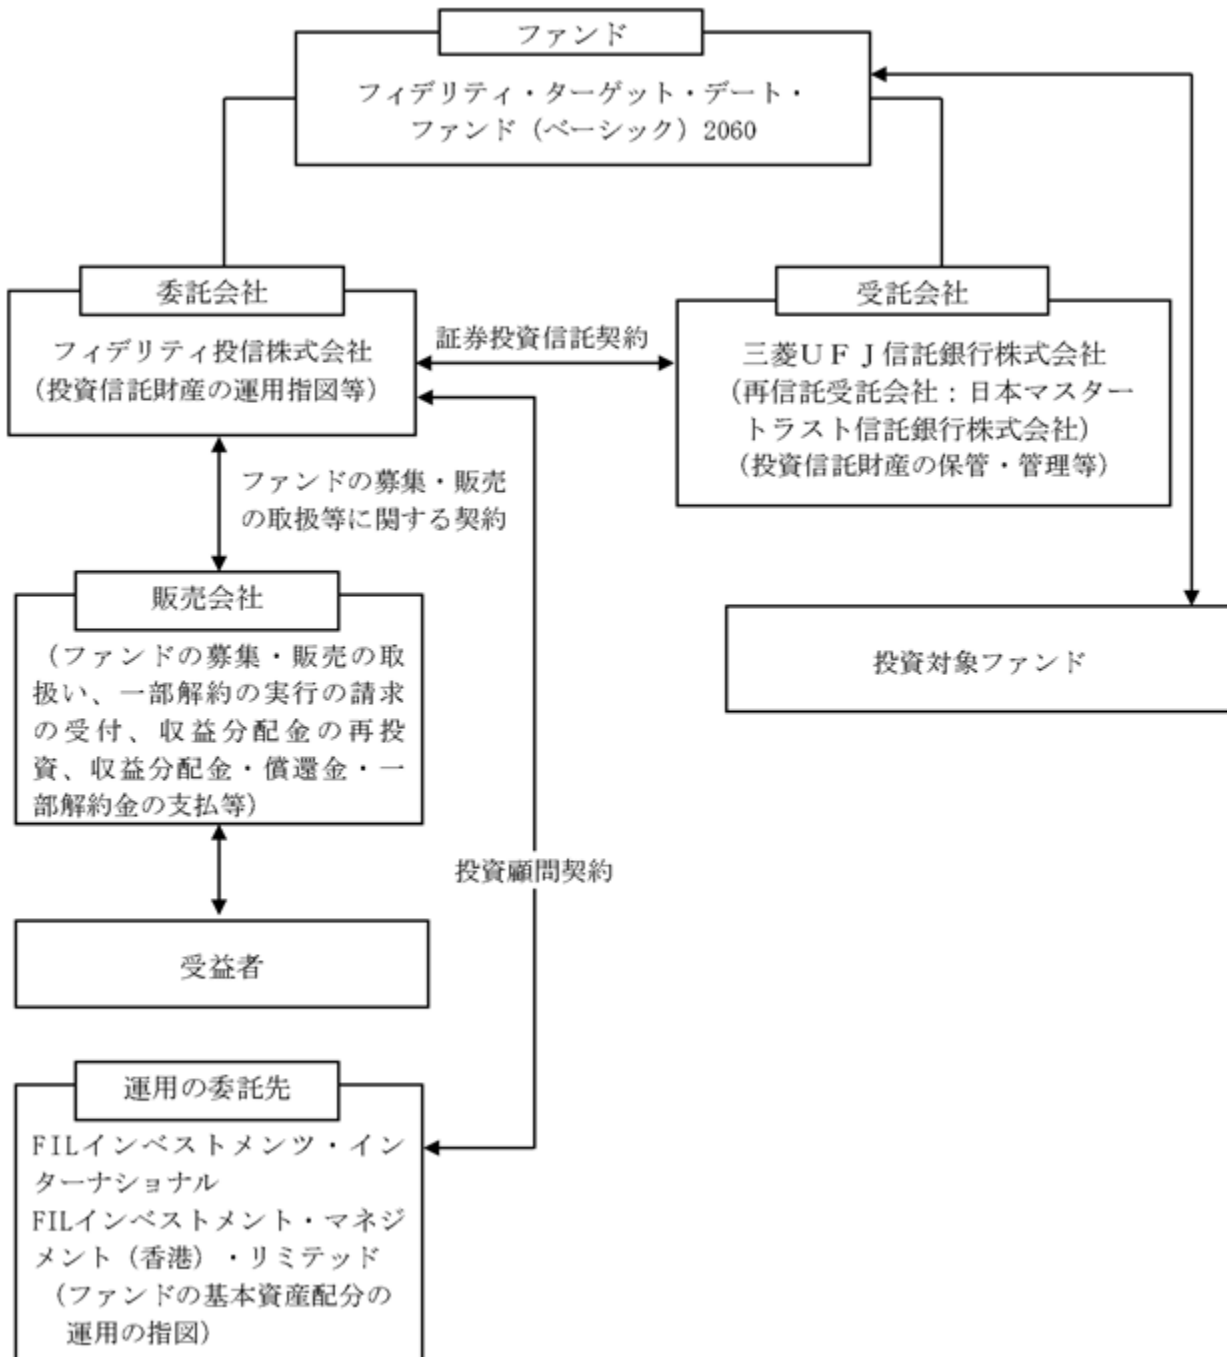 ファンド
フィデリティ・ターゲット・デート・
ファンド（ベーシック）2060
委託会社
フィデリティ投信株式会社
（投資信託財産の運用指図等）
証券投資信託契約
受託会社
三菱ＵＦＪ信託銀行株式会社
（再信託受託会社：日本マスター
トラスト信託銀行株式会社）
（投資信託財産の保管・管理等）
ファンドの募集・販売
の取扱等に関する契約
販売会社
（ファンドの募集・販売の取
扱い、一部解約の実行の請求
の受付、収益分配金の再投
資、収益分配金・償還金・一
部解約金の支払等）
投資対象ファンド
投資顧問契約
受益者
運用の委託先
FILインベストメンツ・イン
ターナショナル
FILインベストメント・マネジ
メント（香港）・リミテッド
（ファンドの基本資産配分の
運用の指図）